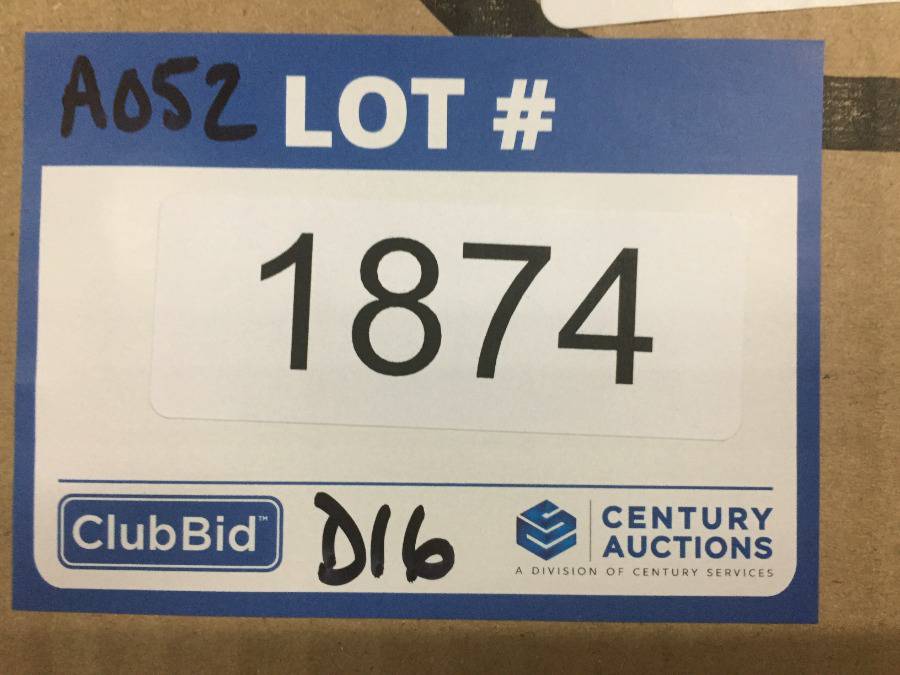 A052 LOT #
1874
ClubBid™ D16 CENTURY AUCTIONS
A DIVISION OF CENTURY SERVICES